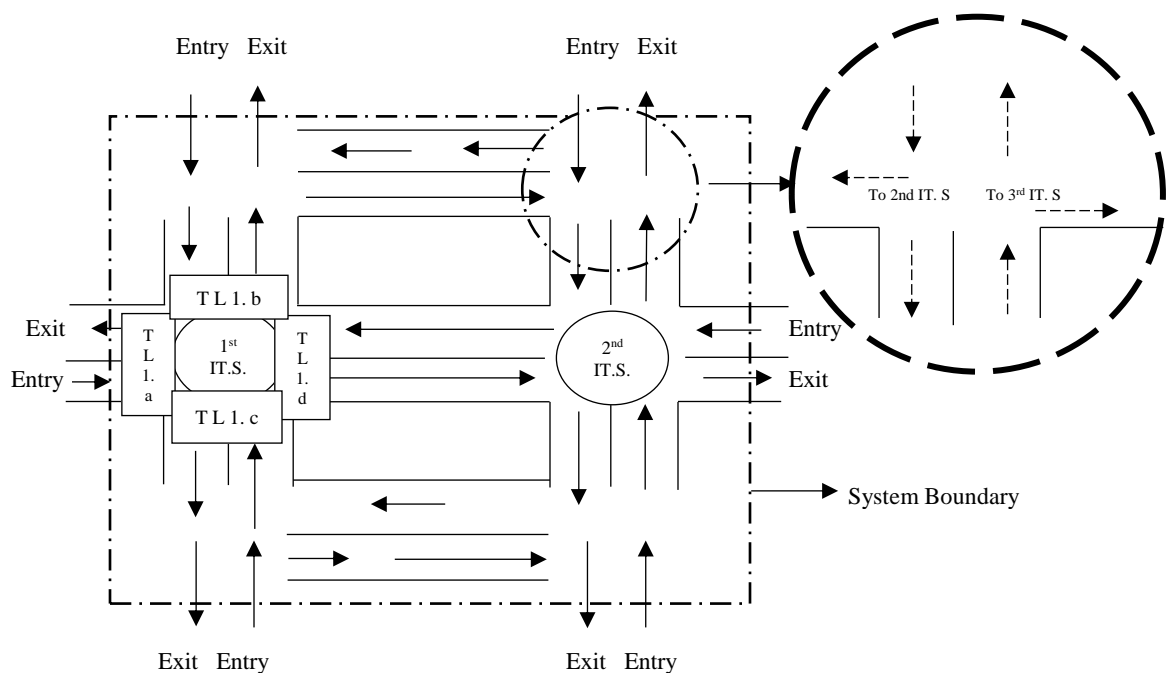 Entry Exit
Entry Exit
To 2nd IT. S
To 3rd IT. S
T L 1. b
Exit
Entry
T
L
1.
a
1st
IT.S.
T
L
1.
d
2nd
IT.S.
Entry
Exit
T L 1. c
System Boundary
Exit Entry
Exit Entry